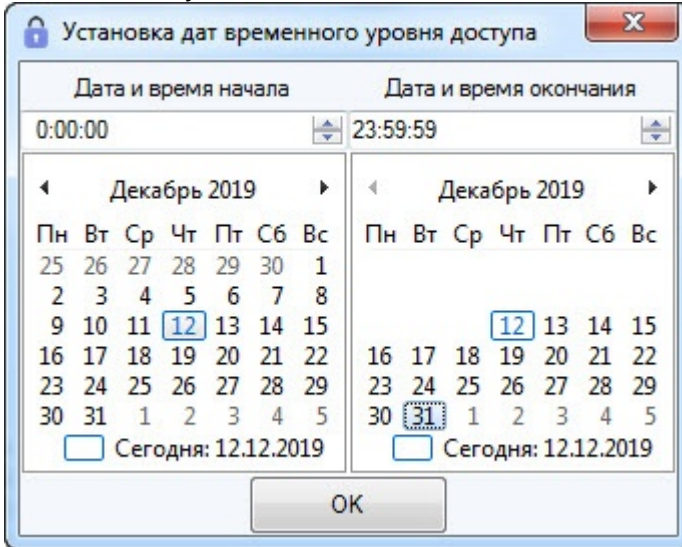 Установка дат временного уровня доступа
Дата и время начала
0:00:00
Декабрь 2019
Пн Вт Ср Чт Пт Сб Вс
25 26 27 28 29 30 1
2 3 4 5 6 7 8
9 10 11 12 13 14 15
16 17 18 19 20 21 22
23 24 25 26 27 28 29
30 31 1 2 3 4 5
Сегодня: 12.12.2019
Дата и время окончания
23:59:59
Декабрь 2019
Пн Вт Ср Чт Пт Сб Вс
12 13 14 15
16 17 18 19 20 21 22
23 24 25 26 27 28 29
30 31 1 2 3 4 5
Сегодня: 12.12.2019
OK